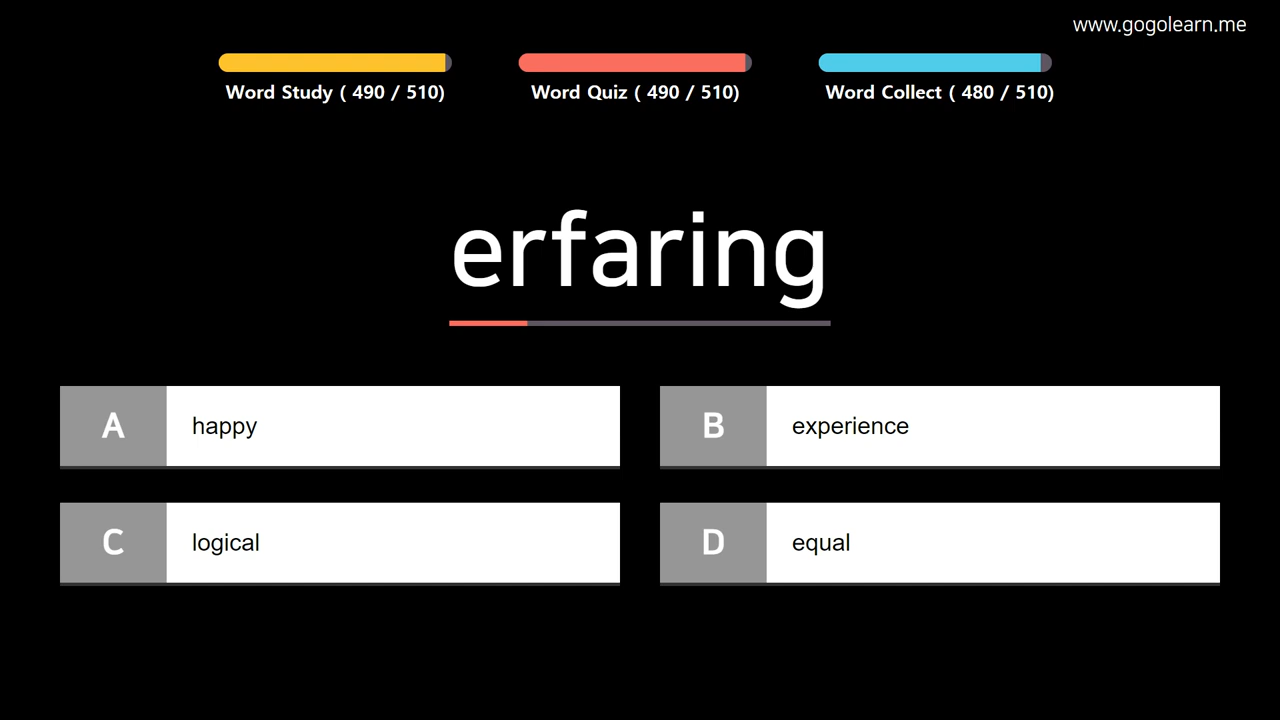 www.gogolearn.me
Word Study ( 490 / 510)
Word Quiz ( 490 / 510)
Word Collect ( 480 / 510)
erfaring
A happy
B experience
C logical
D equal